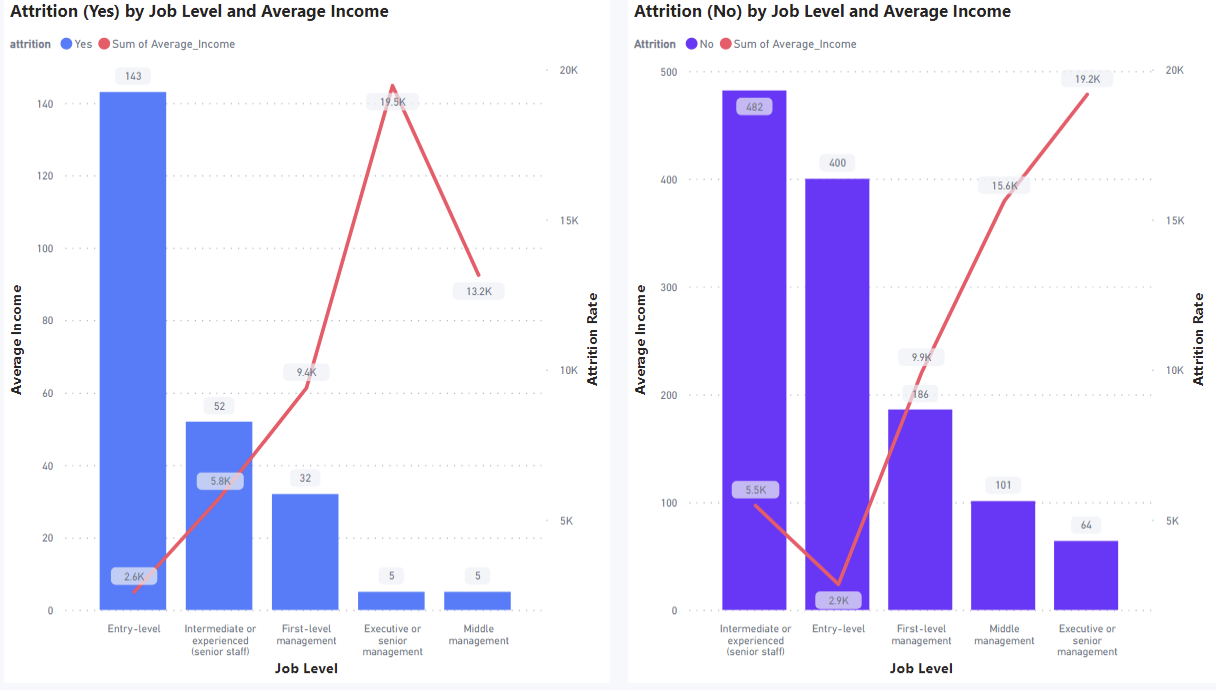 Attrition (Yes) by Job Level and Average Income
attrition Yes Sum of Average_Income
143
20K
140
19.5K
120
15K
100
13.2K
80
Average Income
Attrition Rate
9.4K
10K
60
52
40
5.8K
32
5K
20
2.6K
5
5
0
Entry-level
Intermediate or
experienced
(senior staff)
First-level
management
Executive or
senior
management
Middle
management
Job Level
Attrition (No) by Job Level and Average Income
Attrition No Sum of Average_Income
500
20K
19.2K
482
400
400
15.6K
15K
300
Average Income
Attrition Rate
9.9K
10K
200
186
5.5K
101
100
5K
64
2.9K
0
Intermediate or
experienced
(senior staff)
Entry-level
First-level
management
Middle
management
Executive or
senior
management
Job Level